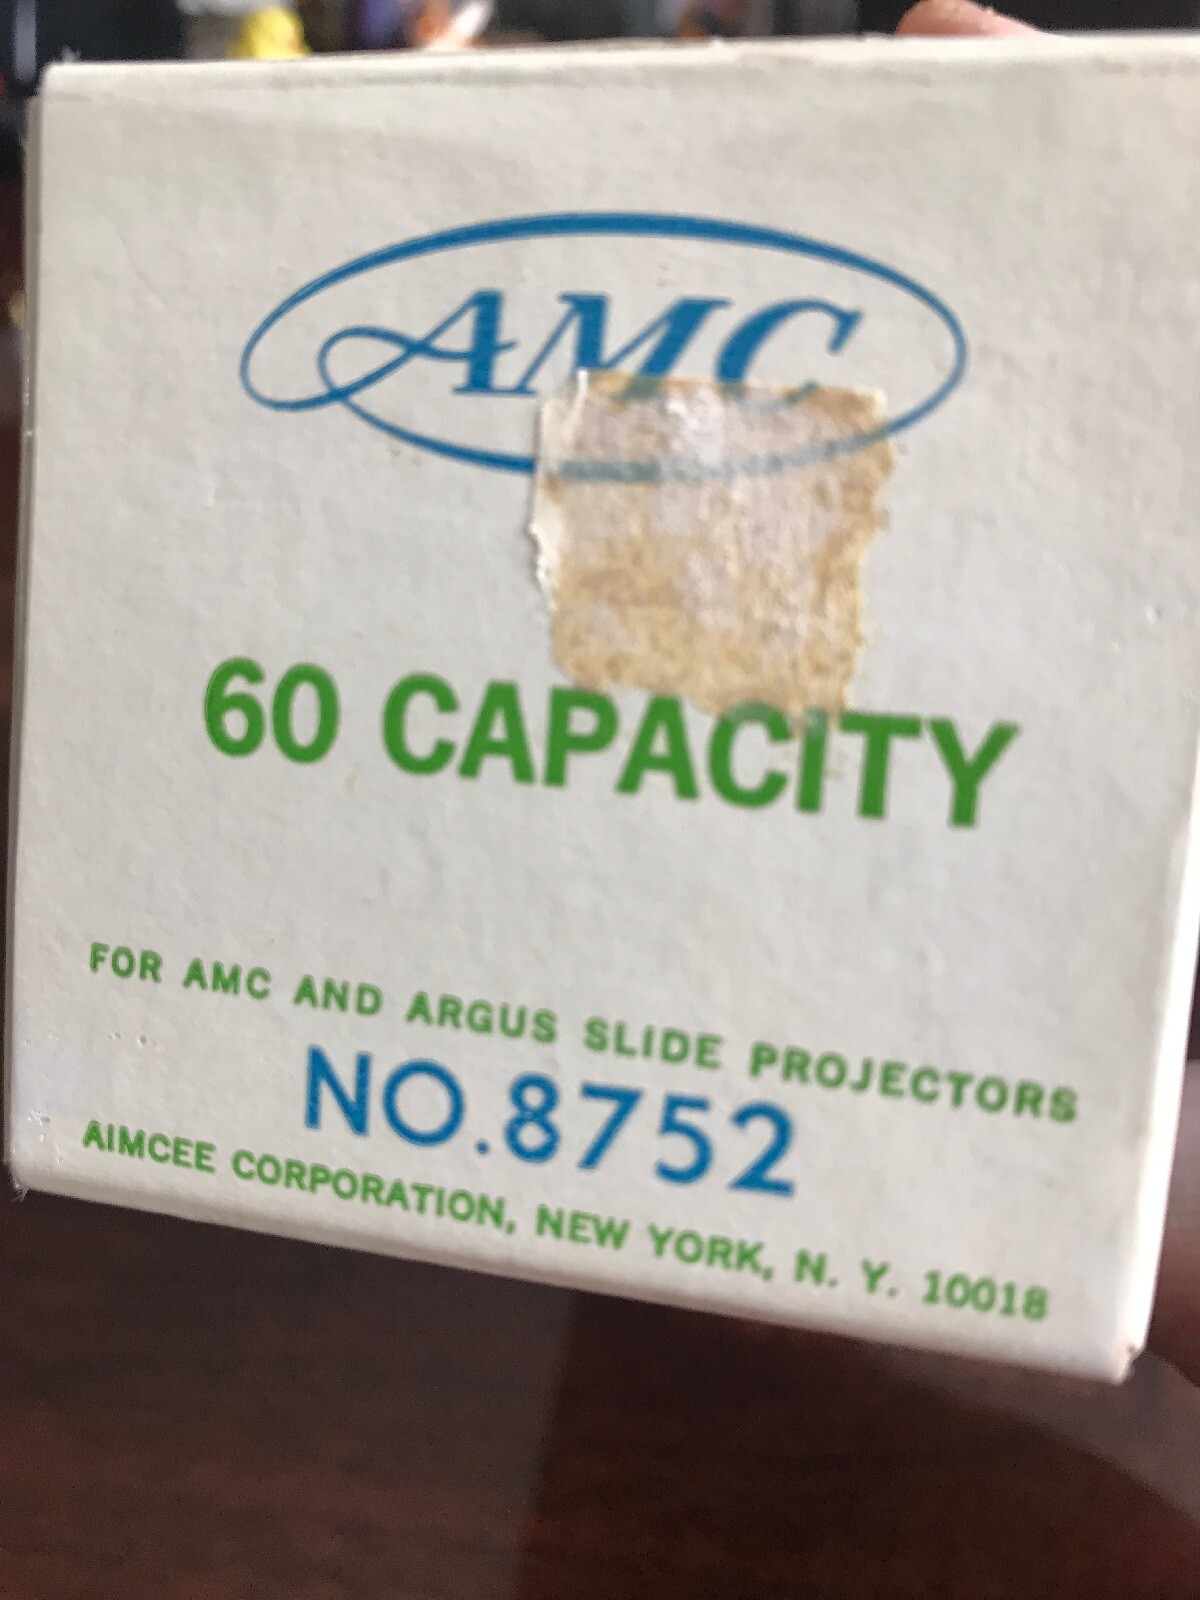 AMC
60 CAPACITY
FOR AMC AND ARGUS SLIDE PROJECTORS
NO.8752
AIMCEE CORPORATION, NEW YORK, N. Y. 10018